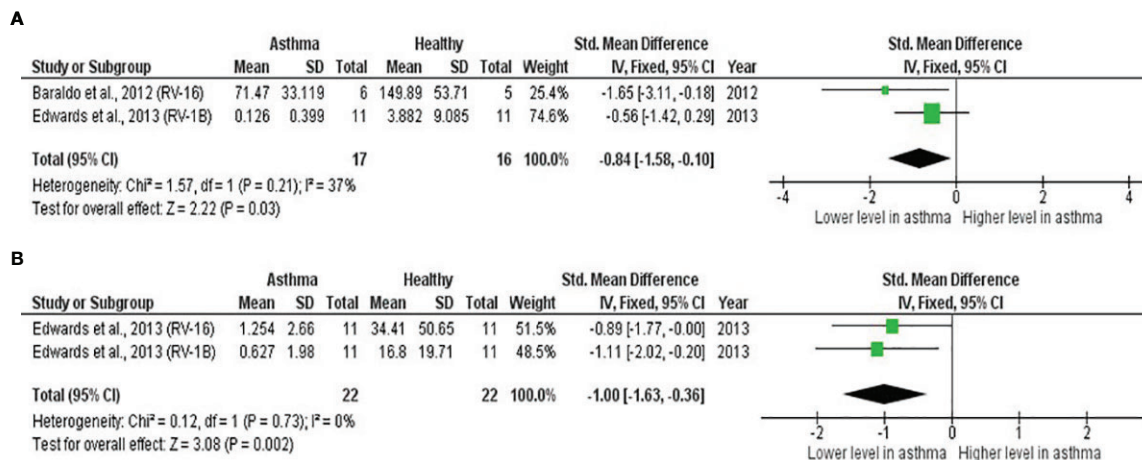 A
Asthma Healthy Std. Mean Difference Std. Mean Difference
Study or Subgroup Mean SD Total Mean SD Total Weight IV, Fixed, 95% CI Year IV, Fixed, 95% CI
Baraldo et al., 2012 (RV-16) 71.47 33.119 6 149.89 53.71 5 25.4% -1.65 [-3.11, -0.18] 2012
Edwards et al., 2013 (RV-1B) 0.126 0.399 11 3.882 9.085 11 74.6% -0.56 [-1.42, 0.29] 2013
Total (95% CI) 17 16 100.0% -0.84 [-1.58, -0.10]
Heterogeneity: Chi² = 1.57, df = 1 (P = 0.21); I² = 37%
Test for overall effect: Z = 2.22 (P = 0.03)
-4 -2 0 2 4
Lower level in asthma Higher level in asthma
B
Asthma Healthy Std. Mean Difference Std. Mean Difference
Study or Subgroup Mean SD Total Mean SD Total Weight IV, Fixed, 95% CI Year IV, Fixed, 95% CI
Edwards et al., 2013 (RV-16) 1.254 2.66 11 34.41 50.65 11 51.5% -0.89 [-1.77, -0.00] 2013
Edwards et al., 2013 (RV-1B) 0.627 1.98 11 16.8 19.71 11 48.5% -1.11 [-2.02, -0.20] 2013
Total (95% CI) 22 22 100.0% -1.00 [-1.63, -0.36]
Heterogeneity: Chi² = 0.12, df = 1 (P = 0.73); I² = 0%
Test for overall effect: Z = 3.08 (P = 0.002)
-2 -1 0 1 2
Lower level in asthma Higher level in asthma